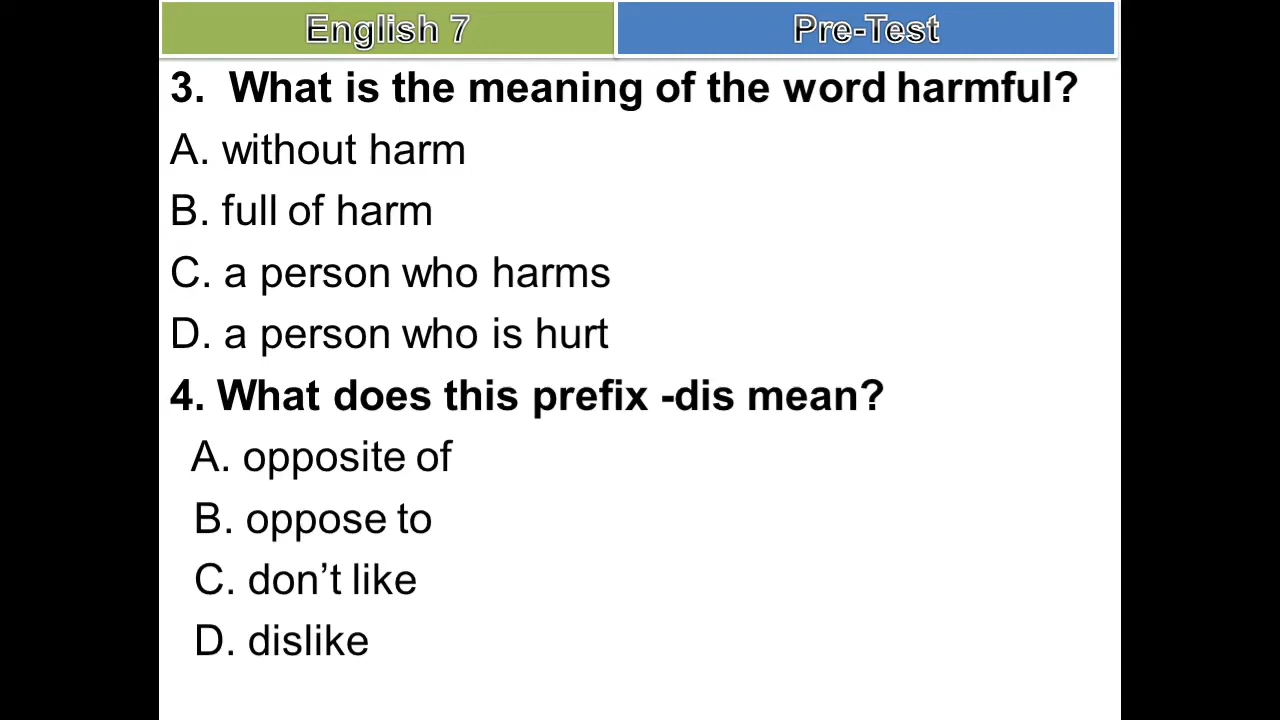 English 7
Pre-Test
3. What is the meaning of the word harmful?
A. without harm
B. full of harm
C. a person who harms
D. a person who is hurt
4. What does this prefix -dis mean?
A. opposite of
B. oppose to
C. don’t like
D. dislike